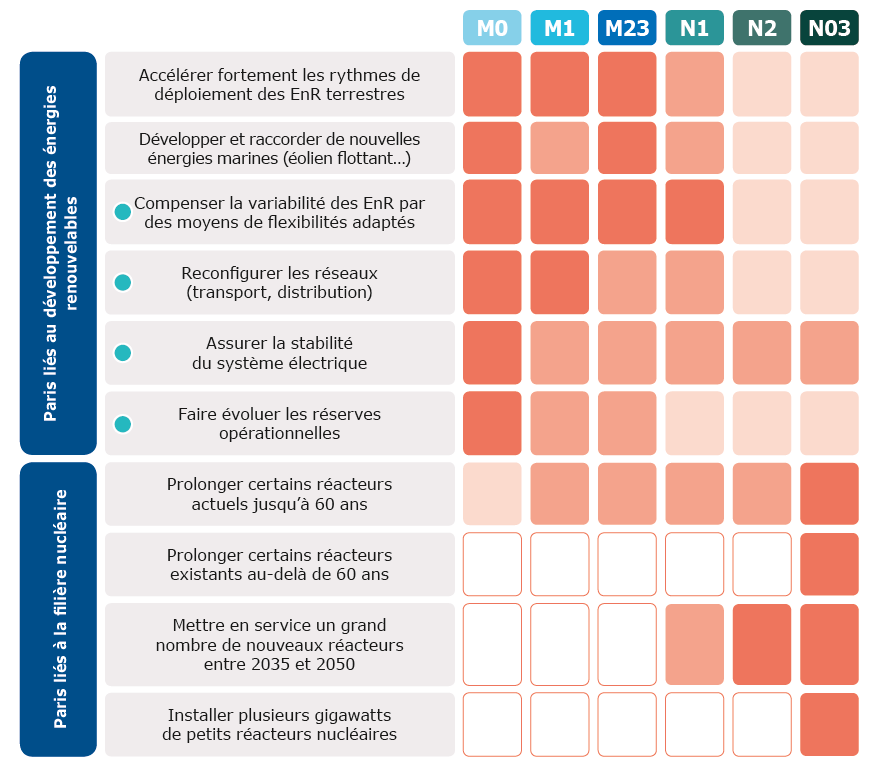 M0 M1 M23 N1 N2 N03
Paris liés au développement des énergies
renouvelables
Accélérer fortement les rythmes de
déploiement des EnR terrestres
Développer et raccorder de nouvelles
énergies marines (éolien flottant...)
Compenser la variabilité des EnR par
des moyens de flexibilités adaptés
Reconfigurer les réseaux
(transport, distribution)
Assurer la stabilité
du système électrique
Faire évoluer les réserves
opérationnelles
Paris liés à la filière nucléaire
Prolonger certains réacteurs
actuels jusqu’à 60 ans
Prolonger certains réacteurs
existants au-delà de 60 ans
Mettre en service un grand
nombre de nouveaux réacteurs
entre 2035 et 2050
Installer plusieurs gigawatts
de petits réacteurs nucléaires